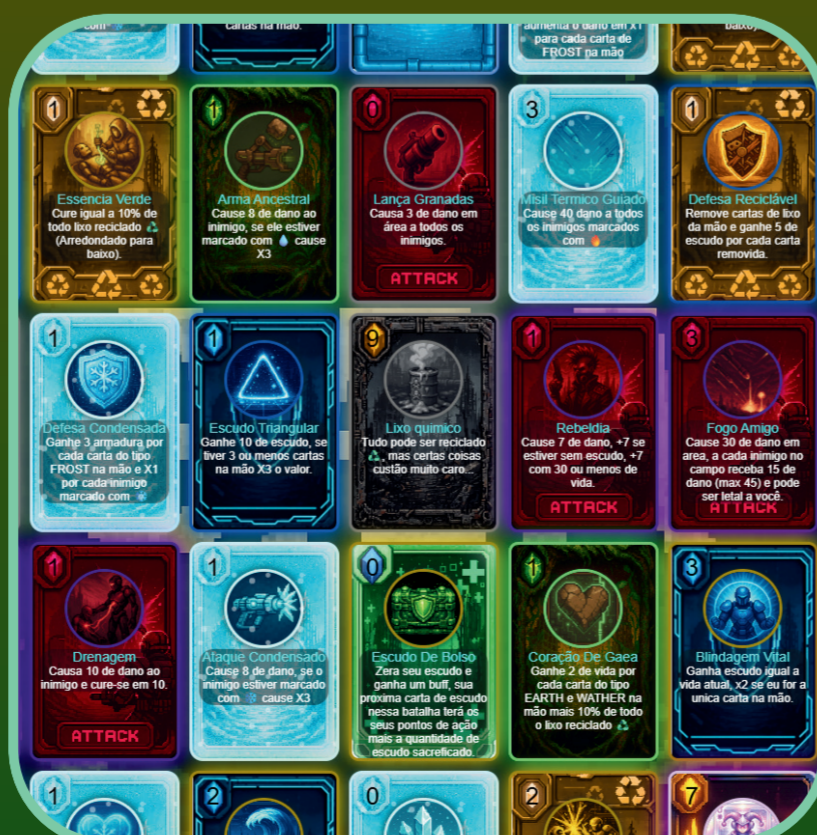 cartas na mão.
aumenta o dano em X1
para cada carta de
FROST na mão
baixo).
1
Essencia Verde
Cure igual a 10% de
todo lixo reciclado ♻
(Arredondado para
baixo).
1
Arma Ancestral
Cause 8 de dano ao
inimigo, se ele estiver
marcado com 💧 cause
X3
0
Lança Granadas
Causa 3 de dano em
área a todos os
inimigos.
ATTACK
3
Misil Termico Guiado
Cause 40 dano a todos
os inimigos marcados
com 🔥
1
Defesa Reciclável
Remove cartas de lixo
da mão e ganhe 5 de
escudo por cada carta
removida.
1
Defesa Condensada
Ganhe 3 armadura por
cada carta do tipo
FROST na mão e X1
por cada inimigo
marcado com ❄
1
Escudo Triangular
Ganhe 10 de escudo, se
tiver 3 ou menos cartas
na mão X3 o valor.
9
Lixo quimico
Tudo pode ser reciclado
♻, mas certas coisas
custão muito caro.
1
Rebeldia
Cause 7 de dano, +7 se
estiver sem escudo, +7
com 30 ou menos de
vida.
ATTACK
3
Fogo Amigo
Cause 30 de dano em
area, a cada inimigo no
campo receba 15 de
dano (max 45) e pode
ser letal a você.
ATTACK
1
Drenagem
Causa 10 de dano ao
inimigo e cure-se em 10.
ATTACK
1
Ataque Condensado
Cause 8 de dano, se o
inimigo estiver marcado
com ❄ cause X3
0
Escudo De Bolso
Zera seu escudo e
ganha um buff, sua
próxima carta de escudo
nessa batalha terá os
seus pontos de ação
mais a quantidade de
escudo sacreficado.
1
Coração De Gaea
Ganhe 2 de vida por
cada carta do tipo
EARTH e WATHER na
mão mais 10% de todo
o lixo reciclado ♻
3
Blindagem Vital
Ganha escudo igual a
vida atual, x2 se eu for a
unica carta na mão.
1
2
0
2
7